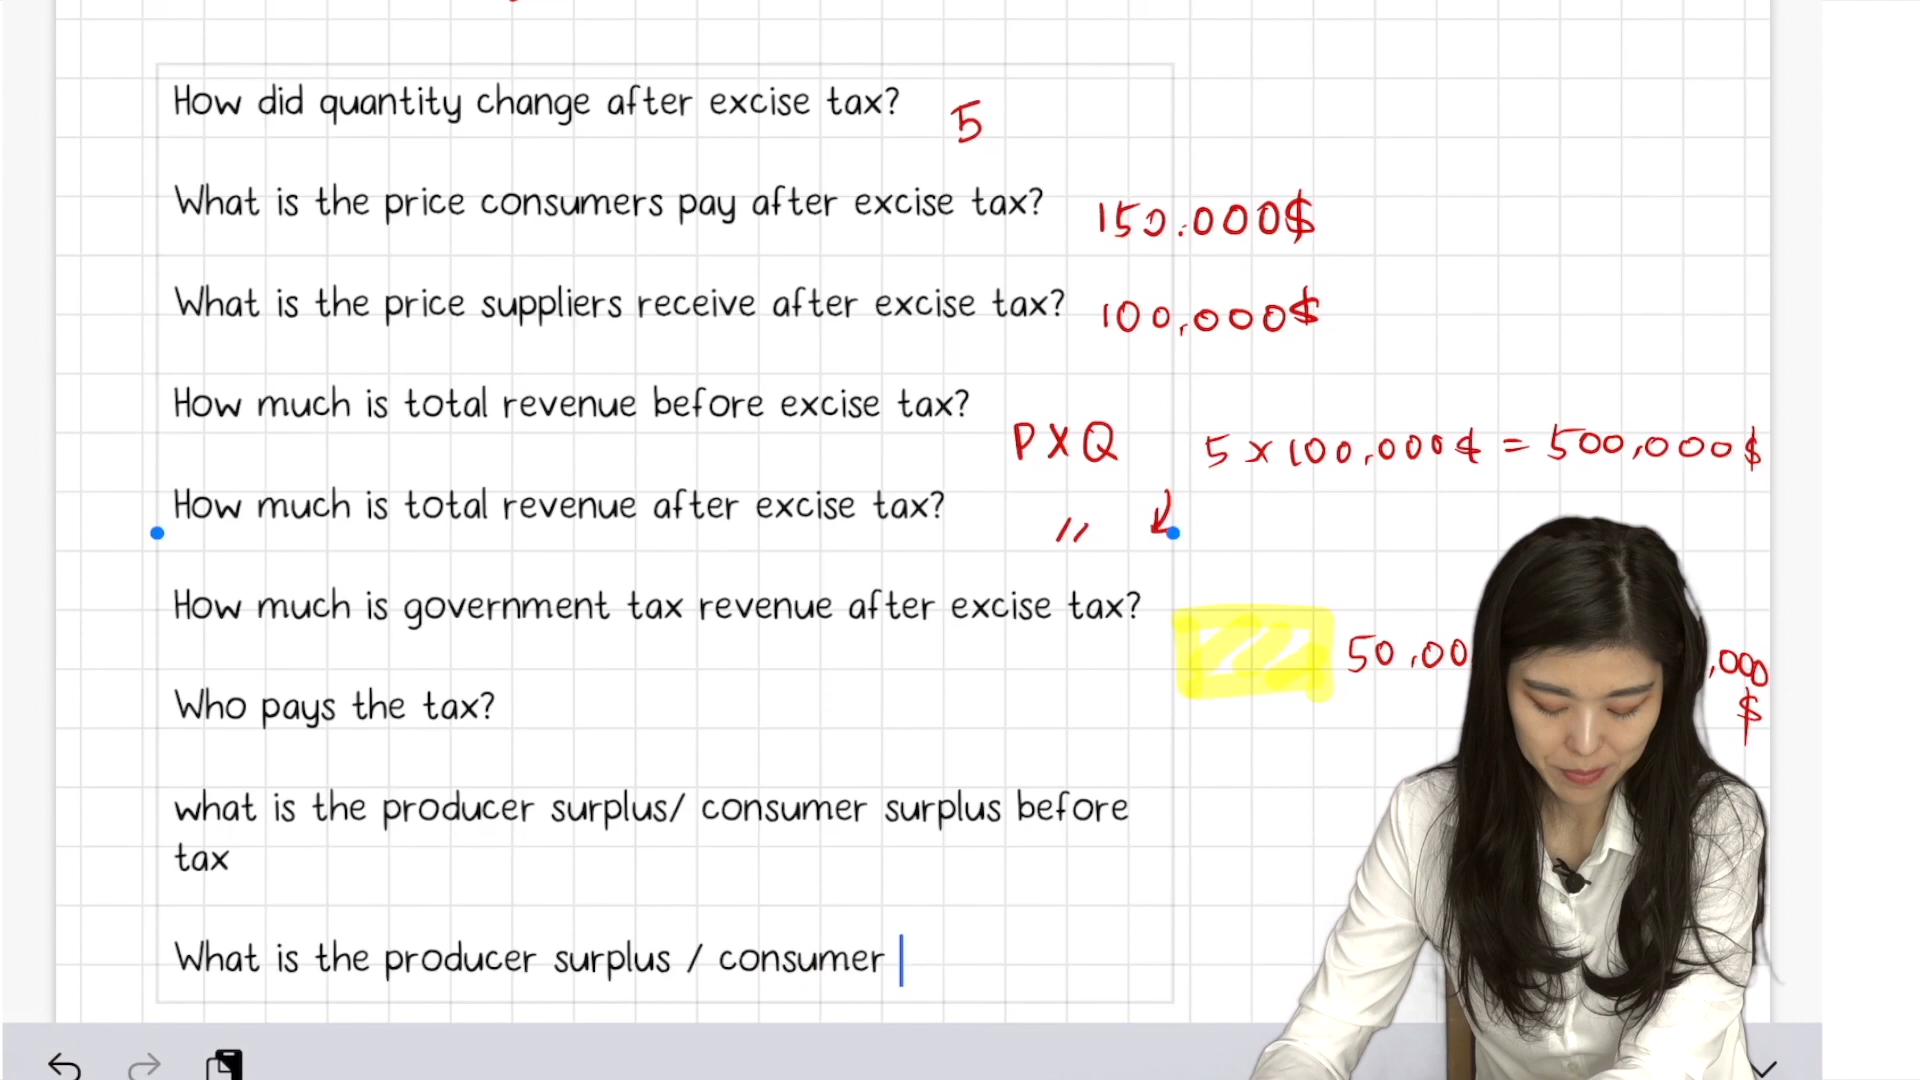 How did quantity change after excise tax? 5
What is the price consumers pay after excise tax? 150.000$
What is the price suppliers receive after excise tax? 100,000$
How much is total revenue before excise tax?
P X Q 5 x 100,000$ = 500,000$
How much is total revenue after excise tax? "
How much is government tax revenue after excise tax?
50,00 ,000
$
Who pays the tax?
what is the producer surplus/ consumer surplus before
tax
What is the producer surplus / consumer